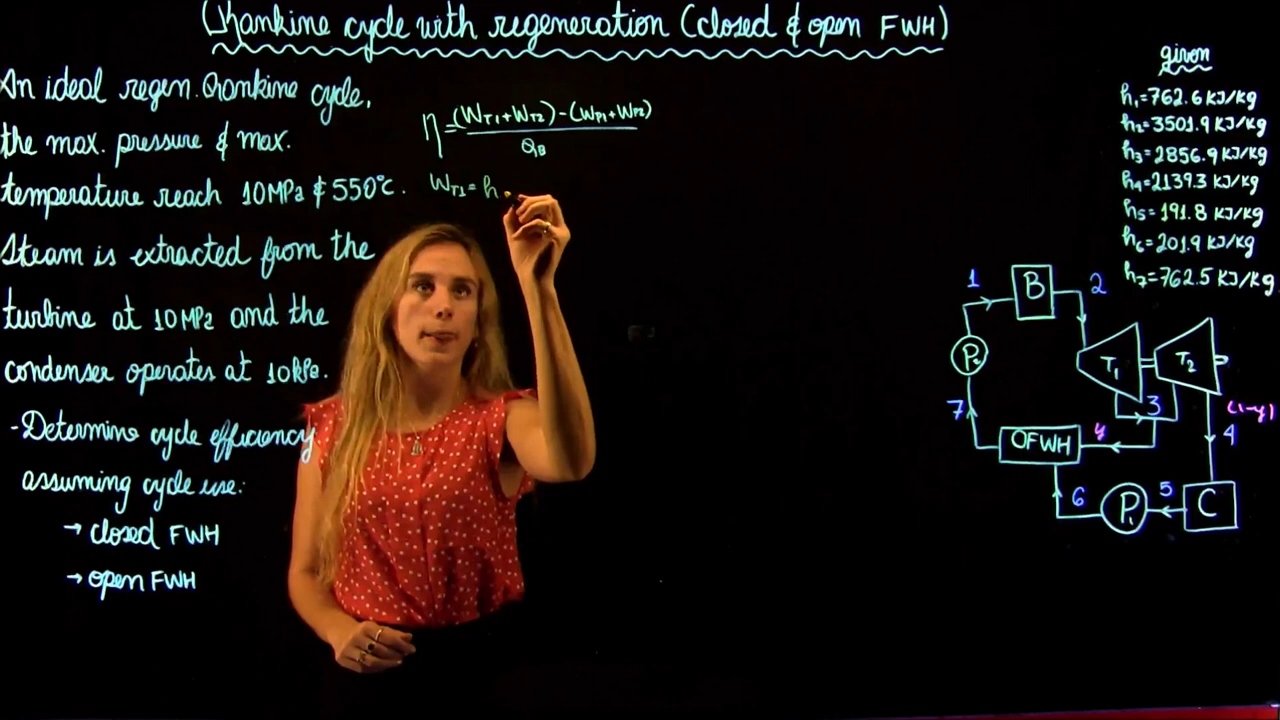 Rankine cycle with regeneration (closed & open FWH)
An ideal regen. Rankine cycle,
the max. pressure & max.
temperature reach 10MPa & 550°C.
Steam is extracted from the
turbine at 10MPa and the
condenser operates at 10kPa.
-Determine cycle efficiency
assuming cycle use:
→ closed FWH
→ open FWH
η = (WT1+WT2)-(WP1+WP2)
QB
WT1 = h
given
h1=762.6 KJ/kg
h2=3501.9 KJ/kg
h3=2856.9 KJ/kg
h4=2139.3 KJ/kg
h5=191.8 KJ/kg
h6=201.9 KJ/kg
h7=762.5 KJ/kg
1
B
2
P2
T1
T2
7
3
(1-y)
OFWH
y
4
6
P1
5
C